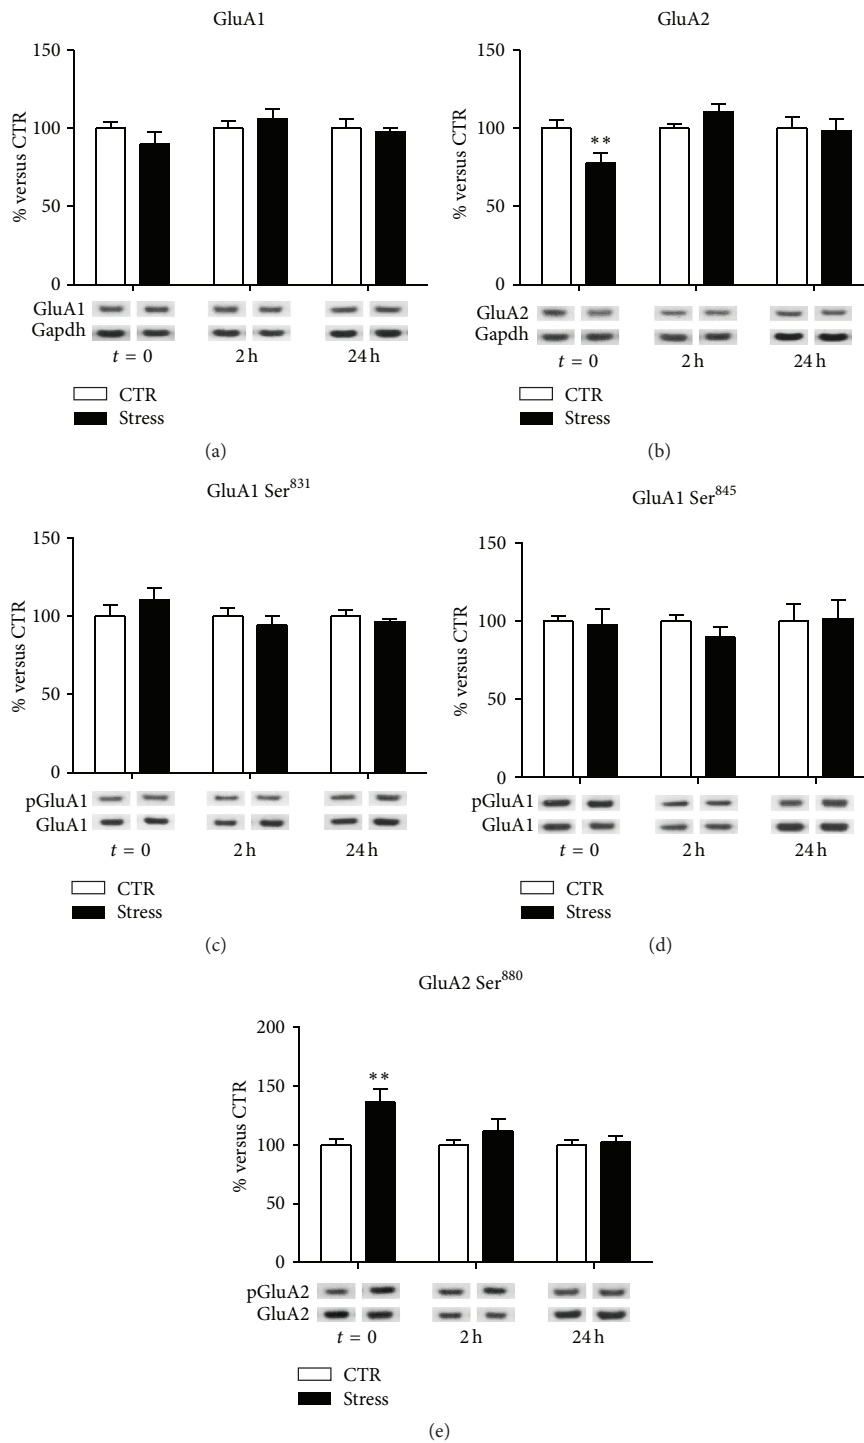 GluA1
150
100
50
0
% versus CTR
GluA1
Gapdh
t = 0 2 h 24 h
CTR
Stress
(a)
GluA2
150
100
50
0
% versus CTR
**
GluA2
Gapdh
t = 0 2 h 24 h
CTR
Stress
(b)
GluA1 Ser⁸³¹
150
100
50
0
% versus CTR
pGluA1
GluA1
t = 0 2 h 24 h
CTR
Stress
(c)
GluA1 Ser⁸⁴⁵
150
100
50
0
% versus CTR
pGluA1
GluA1
t = 0 2 h 24 h
CTR
Stress
(d)
GluA2 Ser⁸⁸⁰
200
150
100
50
0
% versus CTR
**
pGluA2
GluA2
t = 0 2 h 24 h
CTR
Stress
(e)